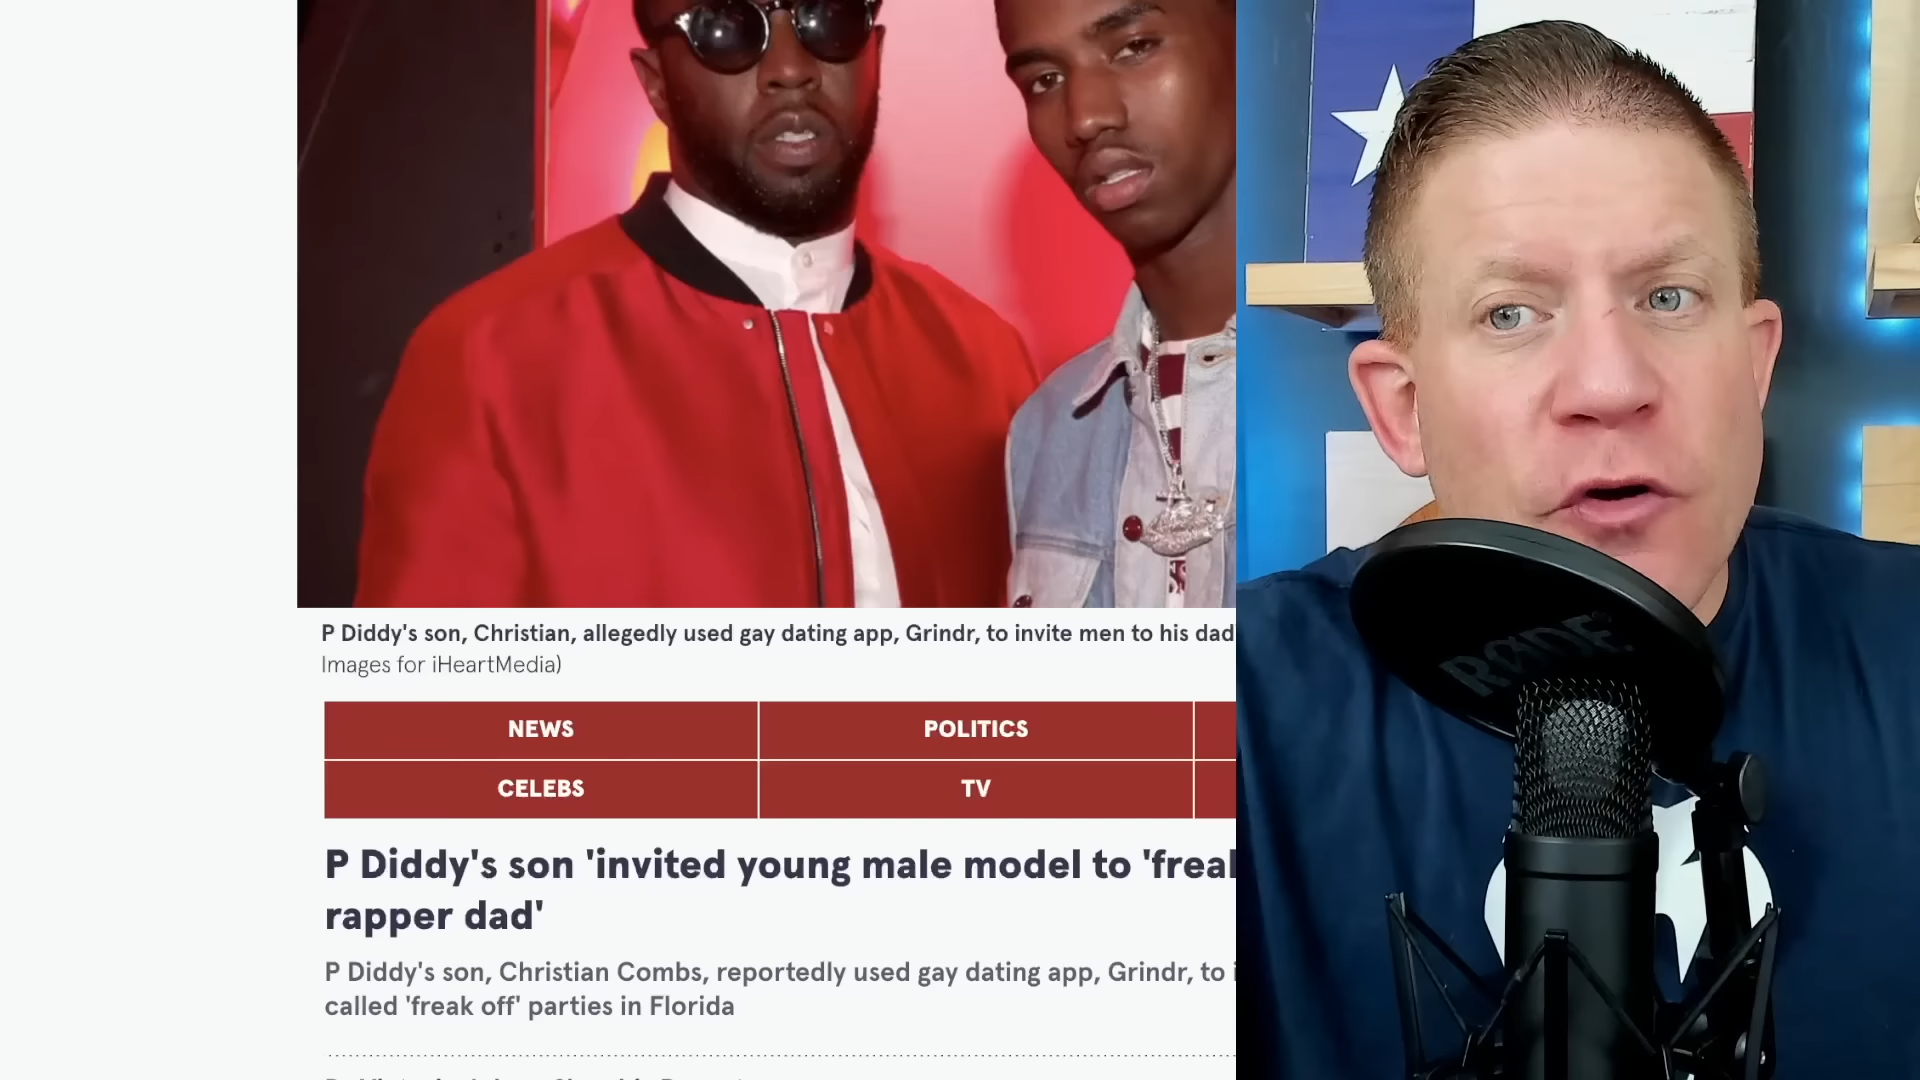 P Diddy's son, Christian, allegedly used gay dating app, Grindr, to invite men to his dad
Images for iHeartMedia)
NEWS
POLITICS
CELEBS
TV
P Diddy's son 'invited young male model to 'freak
rapper dad'
P Diddy's son, Christian Combs, reportedly used gay dating app, Grindr, to
called 'freak off' parties in Florida
RØDE